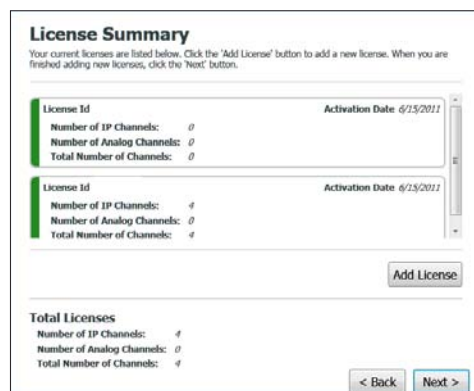 License Summary
Your current licenses are listed below. Click the 'Add License' button to add a new license. When you are
finished adding new licenses, click the 'Next' button.
License Id Activation Date 6/15/2011
Number of IP Channels: 0
Number of Analog Channels: 0
Total Number of Channels: 0
License Id Activation Date 6/15/2011
Number of IP Channels: 4
Number of Analog Channels: 0
Total Number of Channels: 4
Add License
Total Licenses
Number of IP Channels: 4
Number of Analog Channels: 0
Total Number of Channels: 4
< Back Next >